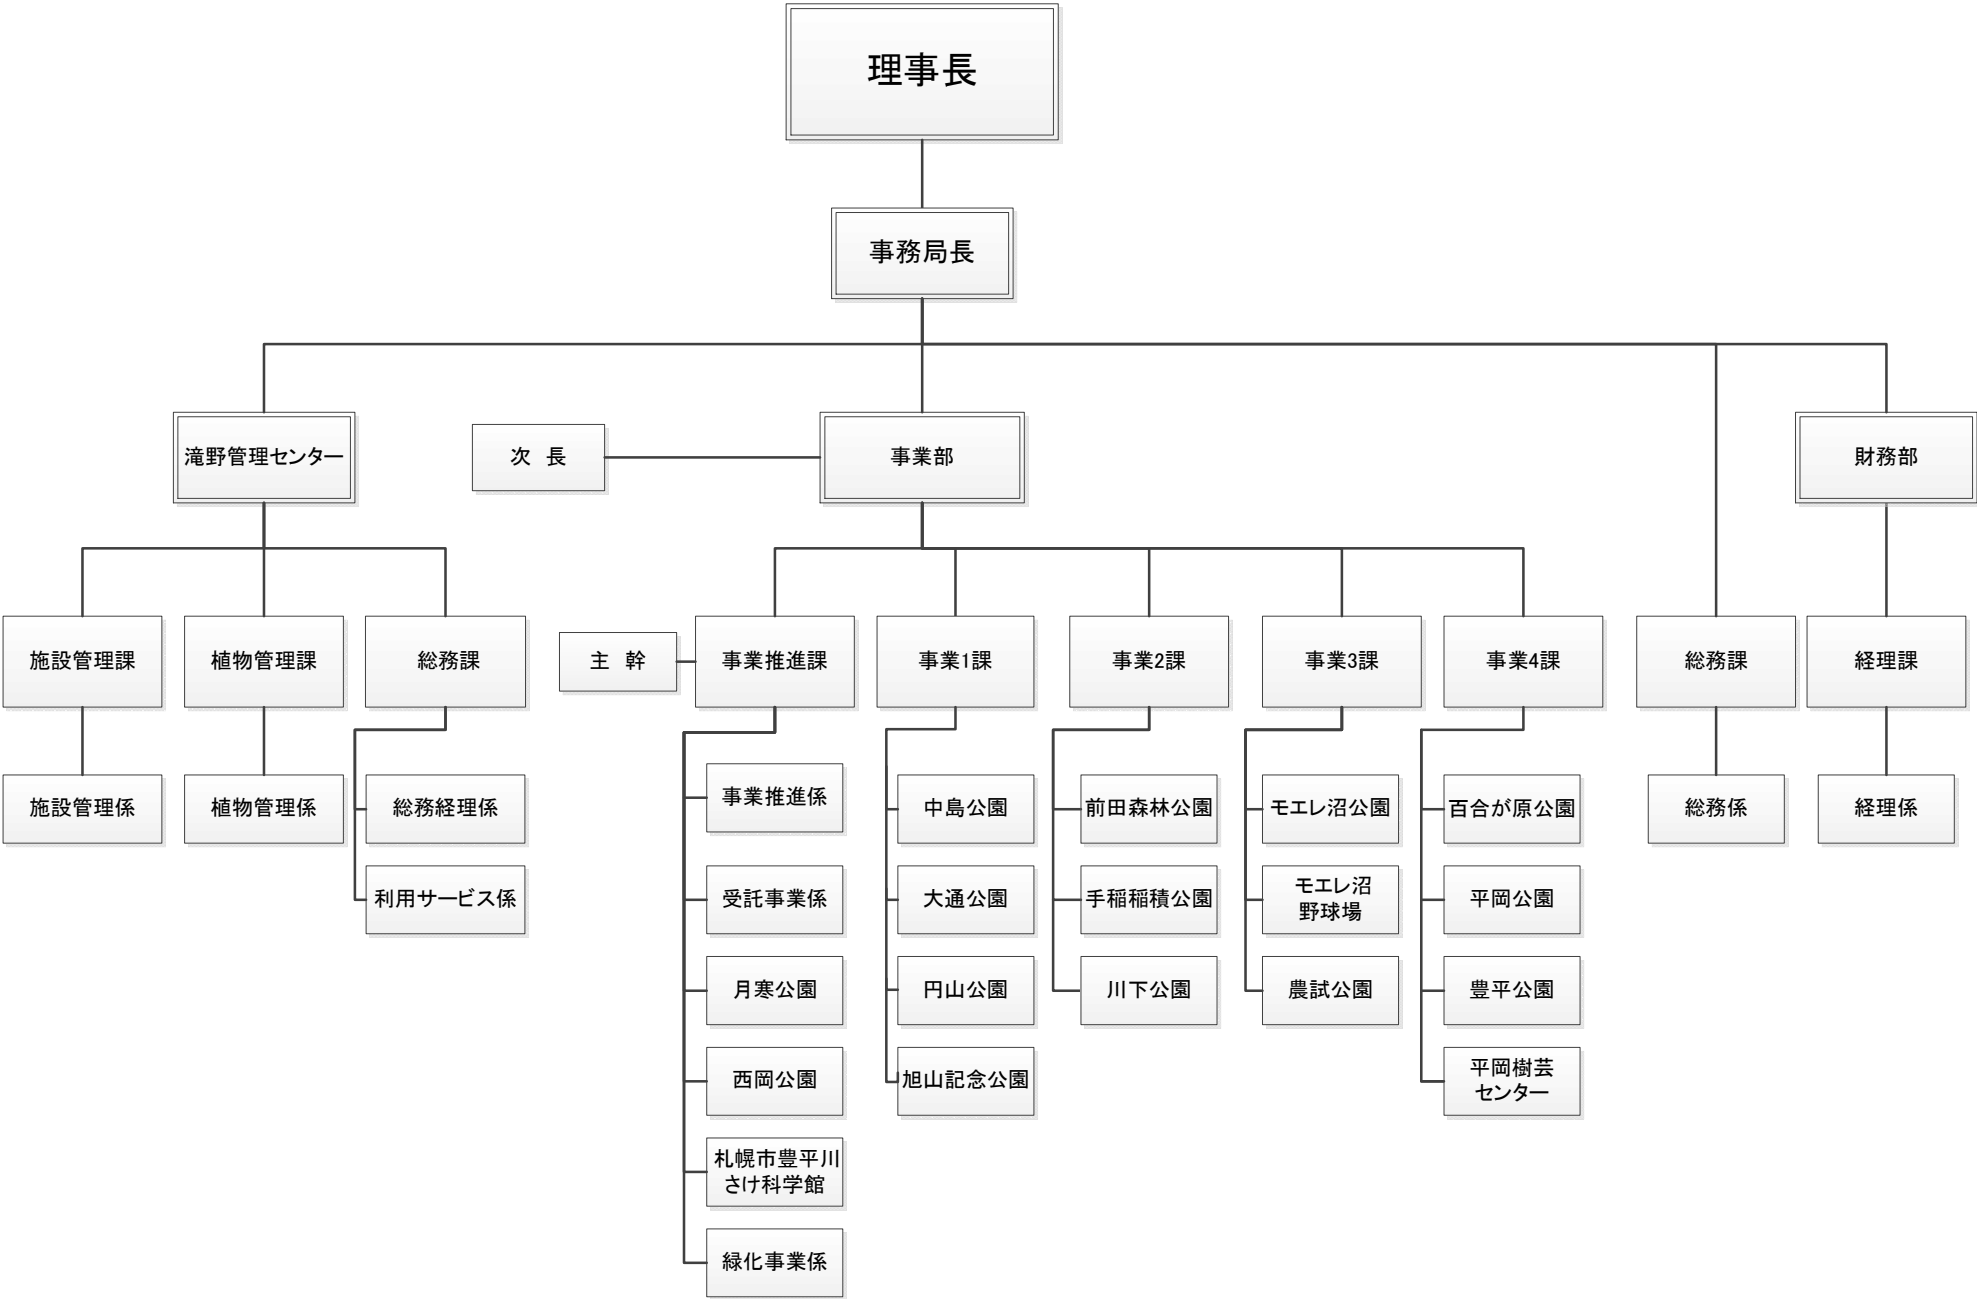 理事長
事務局長
滝野管理センター
次　長
事業部
財務部
施設管理課
植物管理課
総務課
主　幹
事業推進課
事業1課
事業2課
事業3課
事業4課
総務課
経理課
施設管理係
植物管理係
総務経理係
利用サービス係
事業推進係
受託事業係
月寒公園
西岡公園
札幌市豊平川
さけ科学館
緑化事業係
中島公園
大通公園
円山公園
旭山記念公園
前田森林公園
手稲稲積公園
川下公園
モエレ沼公園
モエレ沼
野球場
農試公園
百合が原公園
平岡公園
豊平公園
平岡樹芸
センター
総務係
経理係